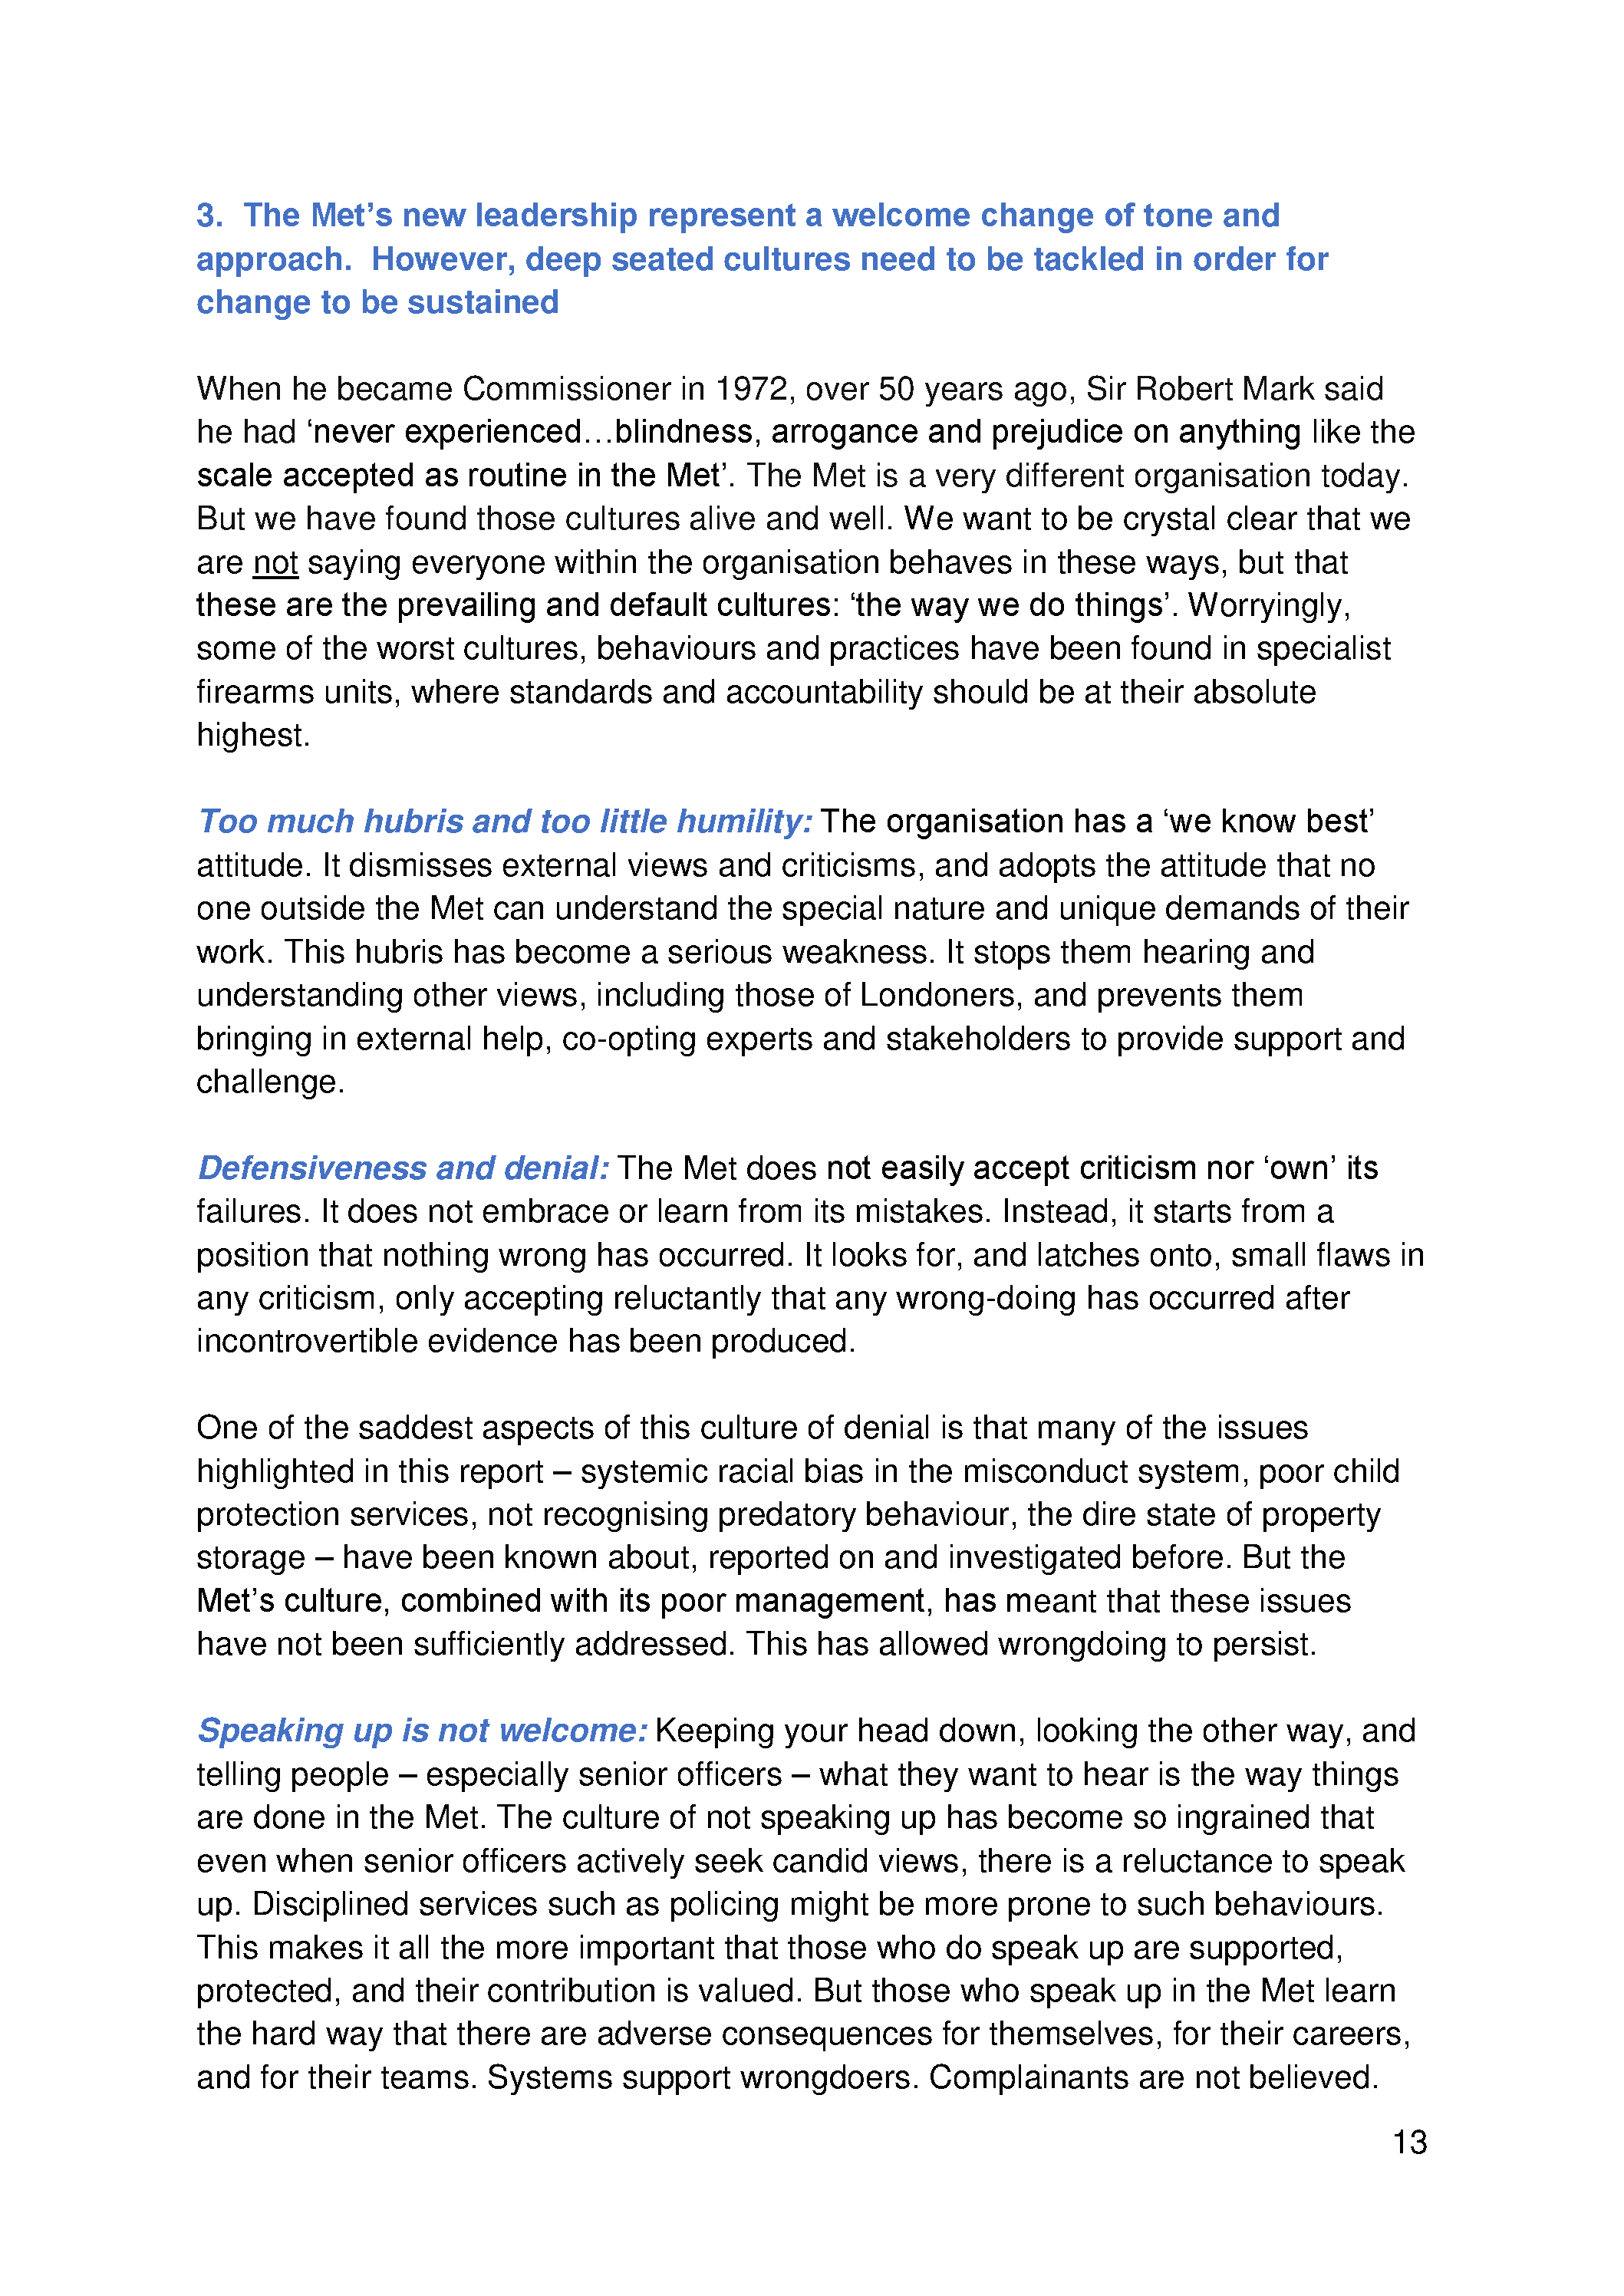 3.  The Met’s new leadership represent a welcome change of tone and
approach.  However, deep seated cultures need to be tackled in order for
change to be sustained
When he became Commissioner in 1972, over 50 years ago, Sir Robert Mark said
he had ‘never experienced…blindness, arrogance and prejudice on anything like the
scale accepted as routine in the Met’. The Met is a very different organisation today.
But we have found those cultures alive and well. We want to be crystal clear that we
are not saying everyone within the organisation behaves in these ways, but that
these are the prevailing and default cultures: ‘the way we do things’. Worryingly,
some of the worst cultures, behaviours and practices have been found in specialist
firearms units, where standards and accountability should be at their absolute
highest.
Too much hubris and too little humility: The organisation has a ‘we know best’
attitude. It dismisses external views and criticisms, and adopts the attitude that no
one outside the Met can understand the special nature and unique demands of their
work. This hubris has become a serious weakness. It stops them hearing and
understanding other views, including those of Londoners, and prevents them
bringing in external help, co-opting experts and stakeholders to provide support and
challenge.
Defensiveness and denial: The Met does not easily accept criticism nor ‘own’ its
failures. It does not embrace or learn from its mistakes. Instead, it starts from a
position that nothing wrong has occurred. It looks for, and latches onto, small flaws in
any criticism, only accepting reluctantly that any wrong-doing has occurred after
incontrovertible evidence has been produced.
One of the saddest aspects of this culture of denial is that many of the issues
highlighted in this report – systemic racial bias in the misconduct system, poor child
protection services, not recognising predatory behaviour, the dire state of property
storage – have been known about, reported on and investigated before. But the
Met’s culture, combined with its poor management, has meant that these issues
have not been sufficiently addressed. This has allowed wrongdoing to persist.
Speaking up is not welcome: Keeping your head down, looking the other way, and
telling people – especially senior officers – what they want to hear is the way things
are done in the Met. The culture of not speaking up has become so ingrained that
even when senior officers actively seek candid views, there is a reluctance to speak
up. Disciplined services such as policing might be more prone to such behaviours.
This makes it all the more important that those who do speak up are supported,
protected, and their contribution is valued. But those who speak up in the Met learn
the hard way that there are adverse consequences for themselves, for their careers,
and for their teams. Systems support wrongdoers. Complainants are not believed.
13